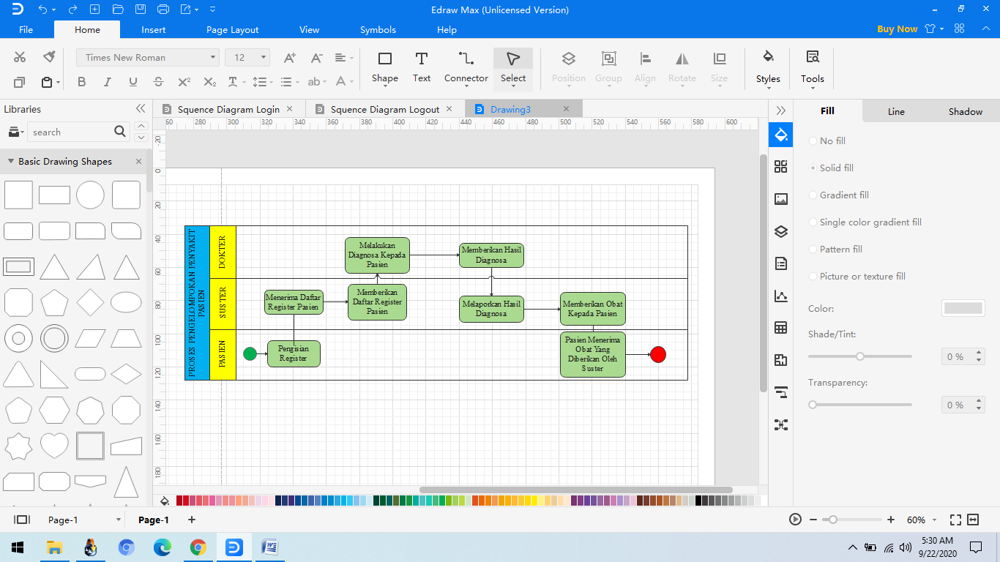 Edraw Max (Unlicensed Version)
File Home Insert Page Layout View Symbols Help Buy Now
Times New Roman 12
Shape Text Connector Select Position Group Align Rotate Size Styles Tools
Libraries
search
Basic Drawing Shapes
Squence Diagram Login
Squence Diagram Logout
Drawing3
60 280 300 320 340 360 380 400 420 440 460 480 500 520 540 560 580 600
-20
0
20
40
60
80
100
120
140
160
180
PROSES PENGELOMPOKAN PENYAKIT
PASIEN
DOKTER
SUSTER
PASIEN
Melakukan
Diagnosa Kepada
Pasien
Memberikan Hasil
Diagnosa
Menerima Daftar
Register Pasien
Memberikan
Daftar Register
Pasien
Melaporkan Hasil
Diagnosa
Memberikan Obat
Kepada Pasien
Pengisian
Register
Pasien Menerima
Obat Yang
Diberikan Oleh
Suster
Fill Line Shadow
No fill
Solid fill
Gradient fill
Single color gradient fill
Pattern fill
Picture or texture fill
Color:
Shade/Tint:
0 %
Transparency:
0 %
Page-1
Page-1
60%
5:30 AM
9/22/2020